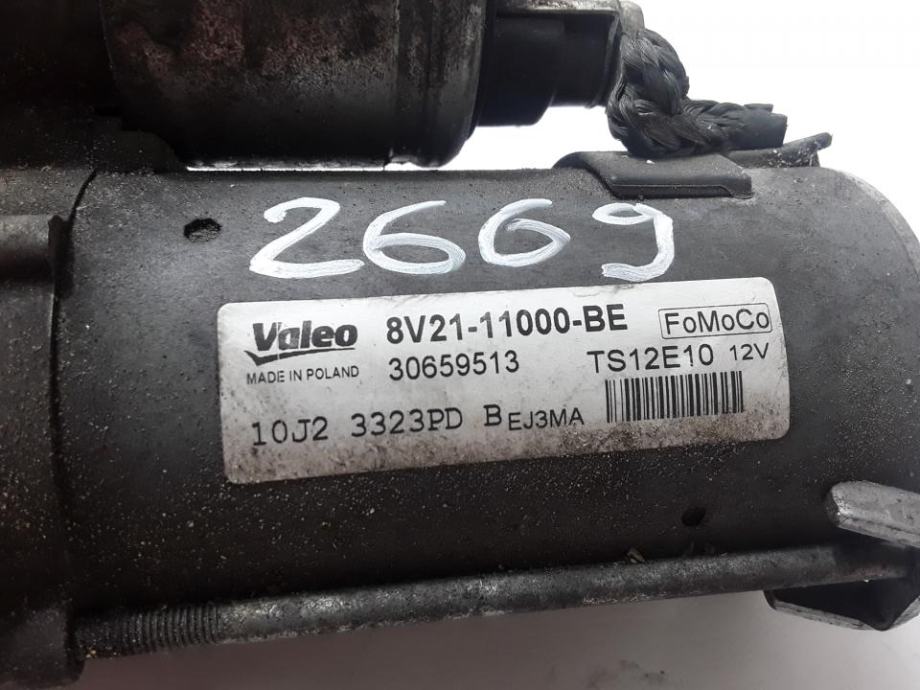 2669
Valeo 8V21-11000-BE FoMoCo
MADE IN POLAND 30659513 TS12E10 12V
10J2 3323PD BEJ3MA